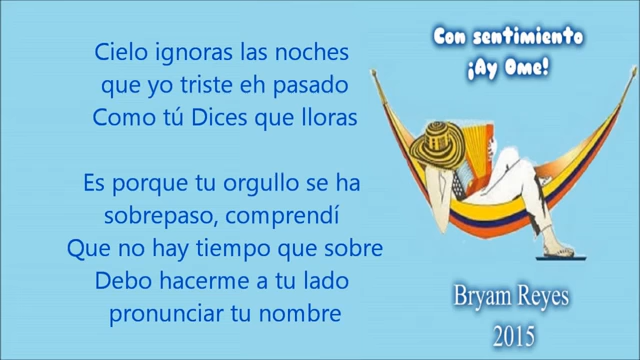 Cielo ignoras las noches
que yo triste eh pasado
Como tú Dices que lloras
Es porque tu orgullo se ha
sobrepaso, comprendí
Que no hay tiempo que sobre
Debo hacerme a tu lado
pronunciar tu nombre
Con sentimiento
¡Ay Ome!
Bryam Reyes
2015